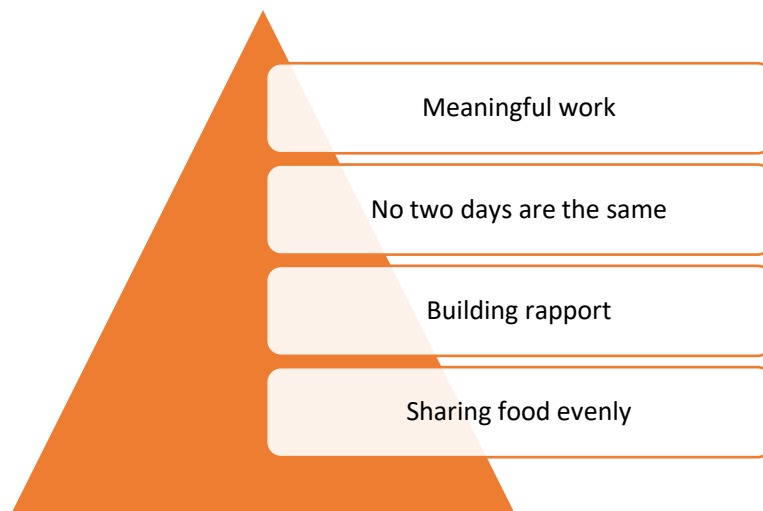 Meaningful work
No two days are the same
Building rapport
Sharing food evenly